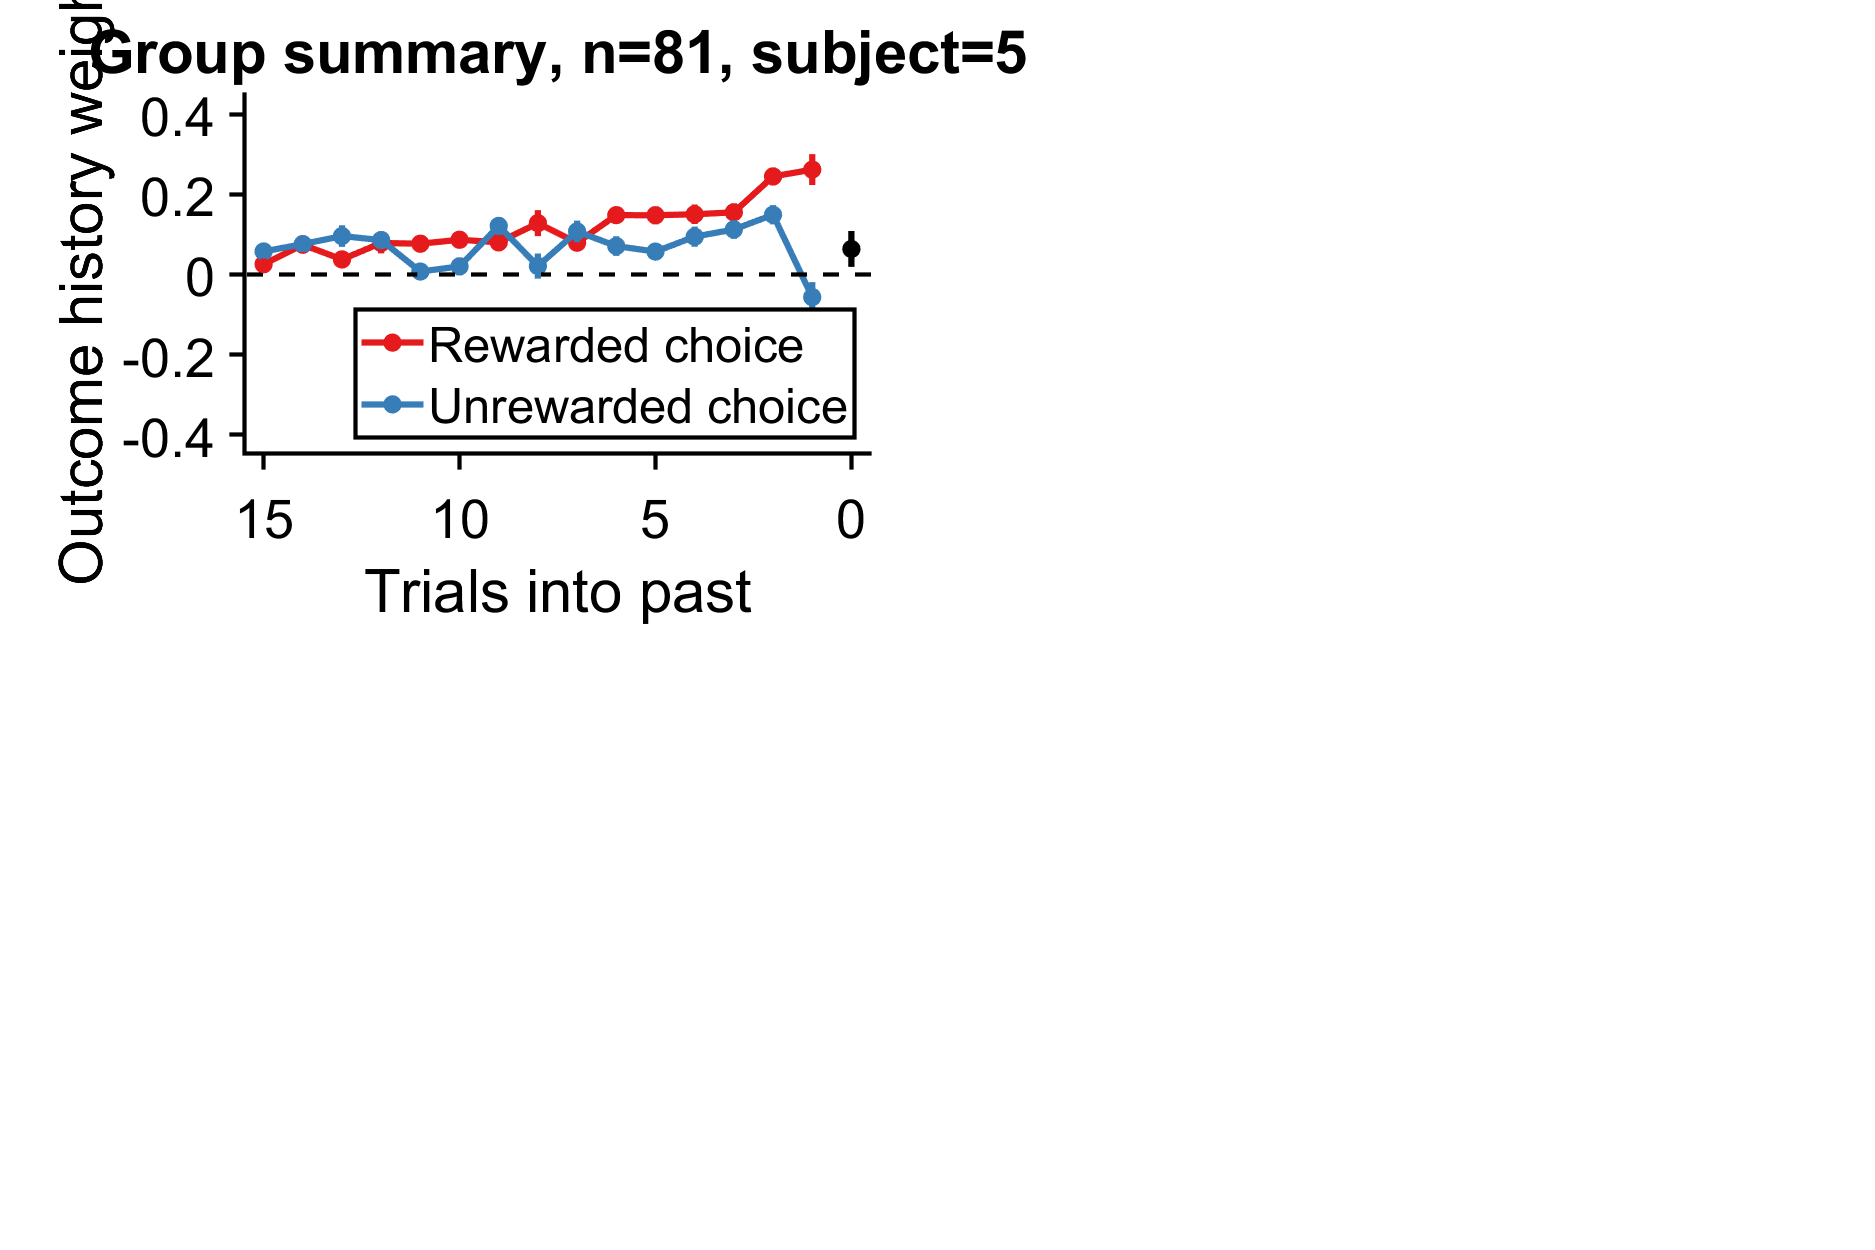 Group summary, n=81, subject=5
Outcome history
0.4
0.2
0
-0.2
-0.4
Rewarded choice
Unrewarded choice
15 10 5 0
Trials into past